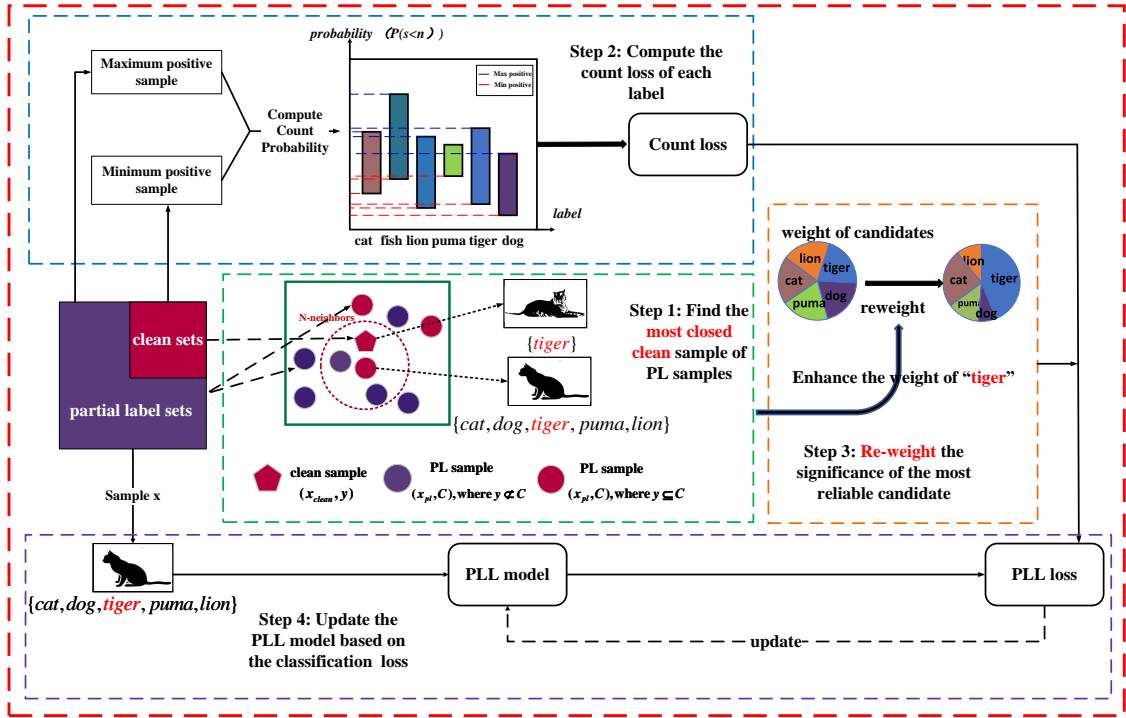 probability （P(s<n）)
Maximum positive
sample
Minimum positive
sample
Compute
Count
Probability
Max positive
Min positive
label
cat fish lion puma tiger dog
Step 2: Compute the
count loss of each
label
Count loss
clean sets
partial label sets
N-neighbors
{tiger}
{cat,dog,tiger, puma,lion}
Step 1: Find the
most closed
clean sample of
PL samples
clean sample
(x_clean, y)
PL sample
(x_pl, C), where y ⊄ C
PL sample
(x_pl, C), where y ⊆ C
weight of candidates
lion
tiger
cat
puma
dog
reweight
lion
tiger
cat
puma
dog
Enhance the weight of “tiger”
Step 3: Re-weight the
significance of the most
reliable candidate
Sample x
{cat,dog,tiger, puma,lion}
PLL model
PLL loss
Step 4: Update the
PLL model based on
the classification loss
update